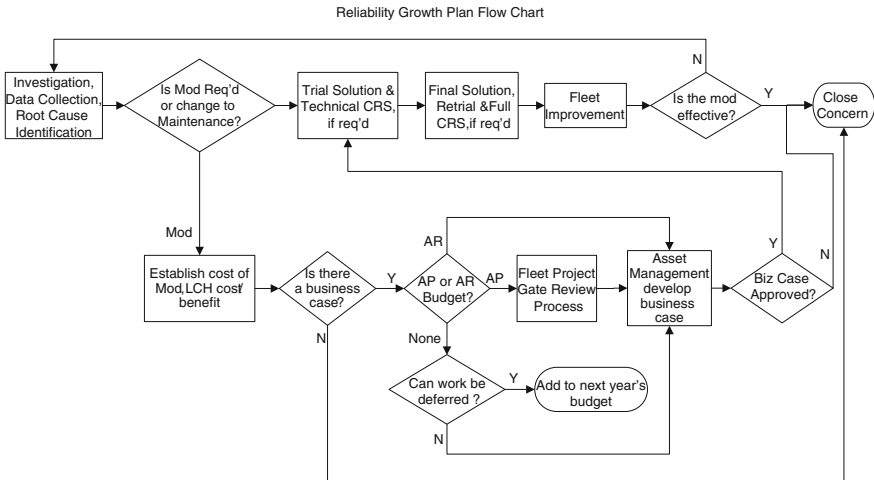 Reliability Growth Plan Flow Chart
N
Investigation,
Data Collection,
Root Cause
Identification
Is Mod Req'd
or change to
Maintenance?
Trial Solution &
Technical CRS,
if req'd
Final Solution,
Retrial &Full
CRS,if req'd
Fleet
Improvement
Is the mod
effective?
Y
Close
Concern
Mod
AR
Y
N
Establish cost of
Mod,LCH cost/
benefit
Is there
a business
case?
Y
AP or AR
Budget?
AP
Fleet Project
Gate Review
Process
Asset
Management
develop
business
case
Biz Case
Approved?
N
None
Can work be
deferred ?
Y
Add to next year's
budget
N